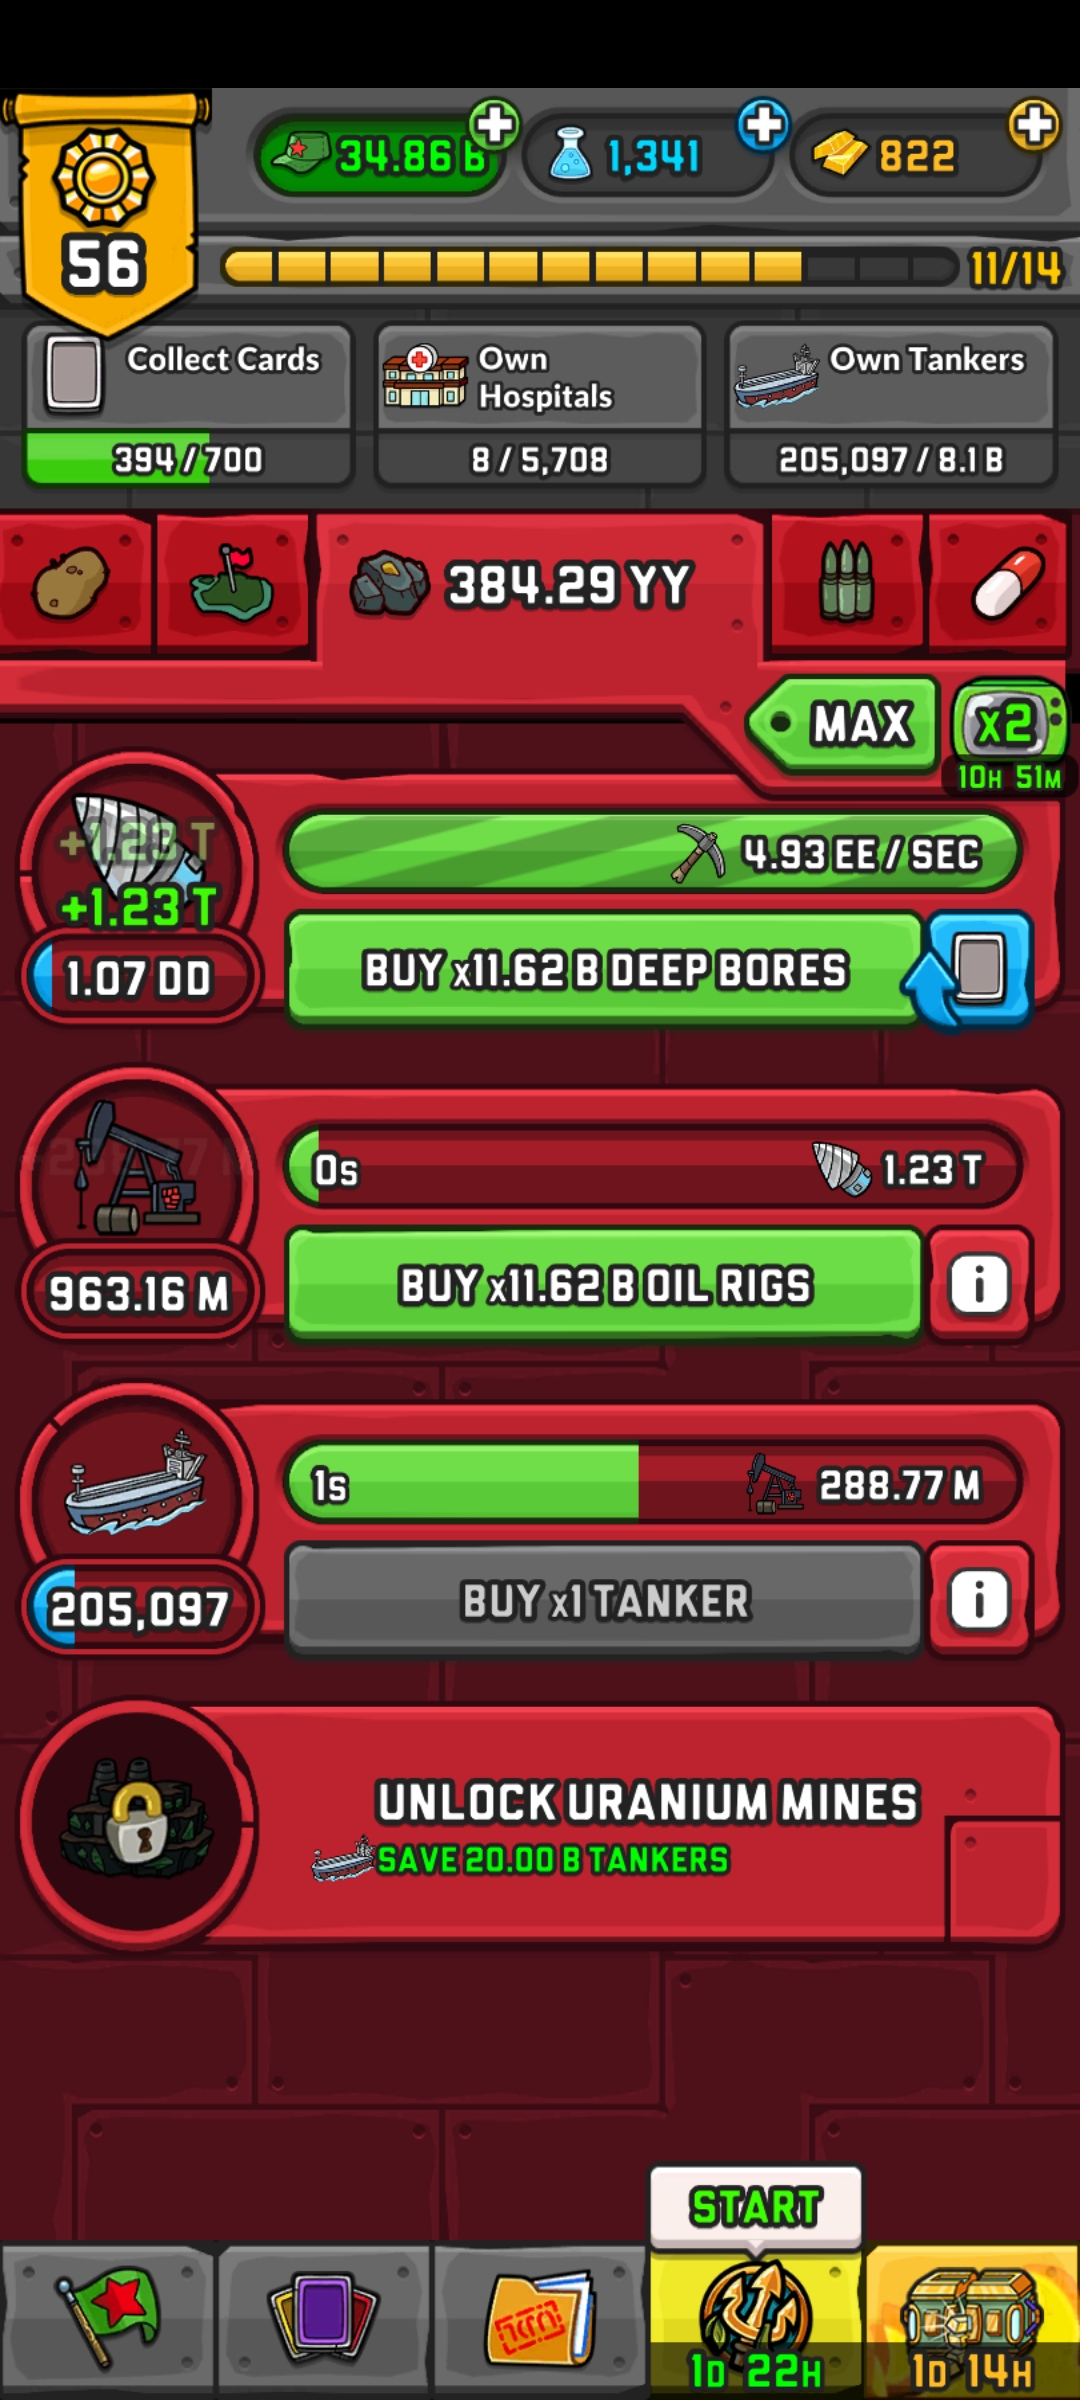 34.86 B
1,341
822
56
11/14
Collect Cards
394/700
Own
Hospitals
8/5,708
Own Tankers
205,097/8.1 B
384.29 YY
MAX
x2
10H 51M
+1.23 T
+1.23 T
4.93 EE/SEC
1.07 DD
BUY x11.62 B DEEP BORES
0s
1.23 T
963.16 M
BUY x11.62 B OIL RIGS
i
1s
288.77 M
205,097
BUY x1 TANKER
i
UNLOCK URANIUM MINES
SAVE 20.00 B TANKERS
START
1D 22H
1D 14H